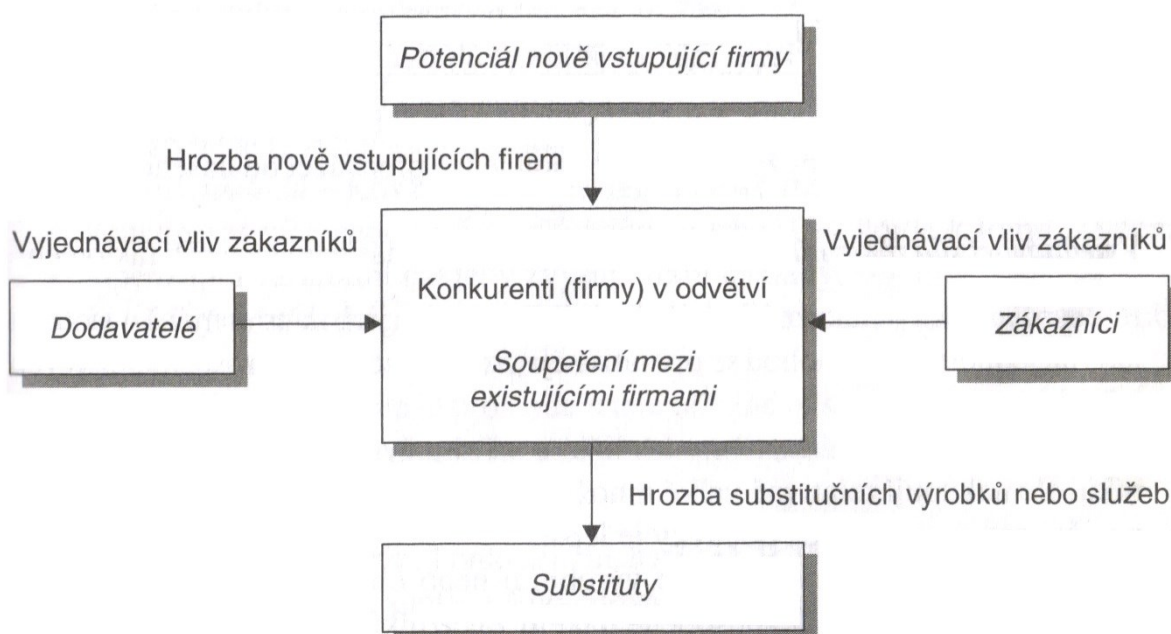 Potenciál nově vstupující firmy
Hrozba nově vstupujících firem
Vyjednávací vliv zákazníků
Dodavatelé
Konkurenti (firmy) v odvětví
Soupeření mezi
existujícími firmami
Vyjednávací vliv zákazníků
Zákazníci
Hrozba substitučních výrobků nebo služeb
Substituty